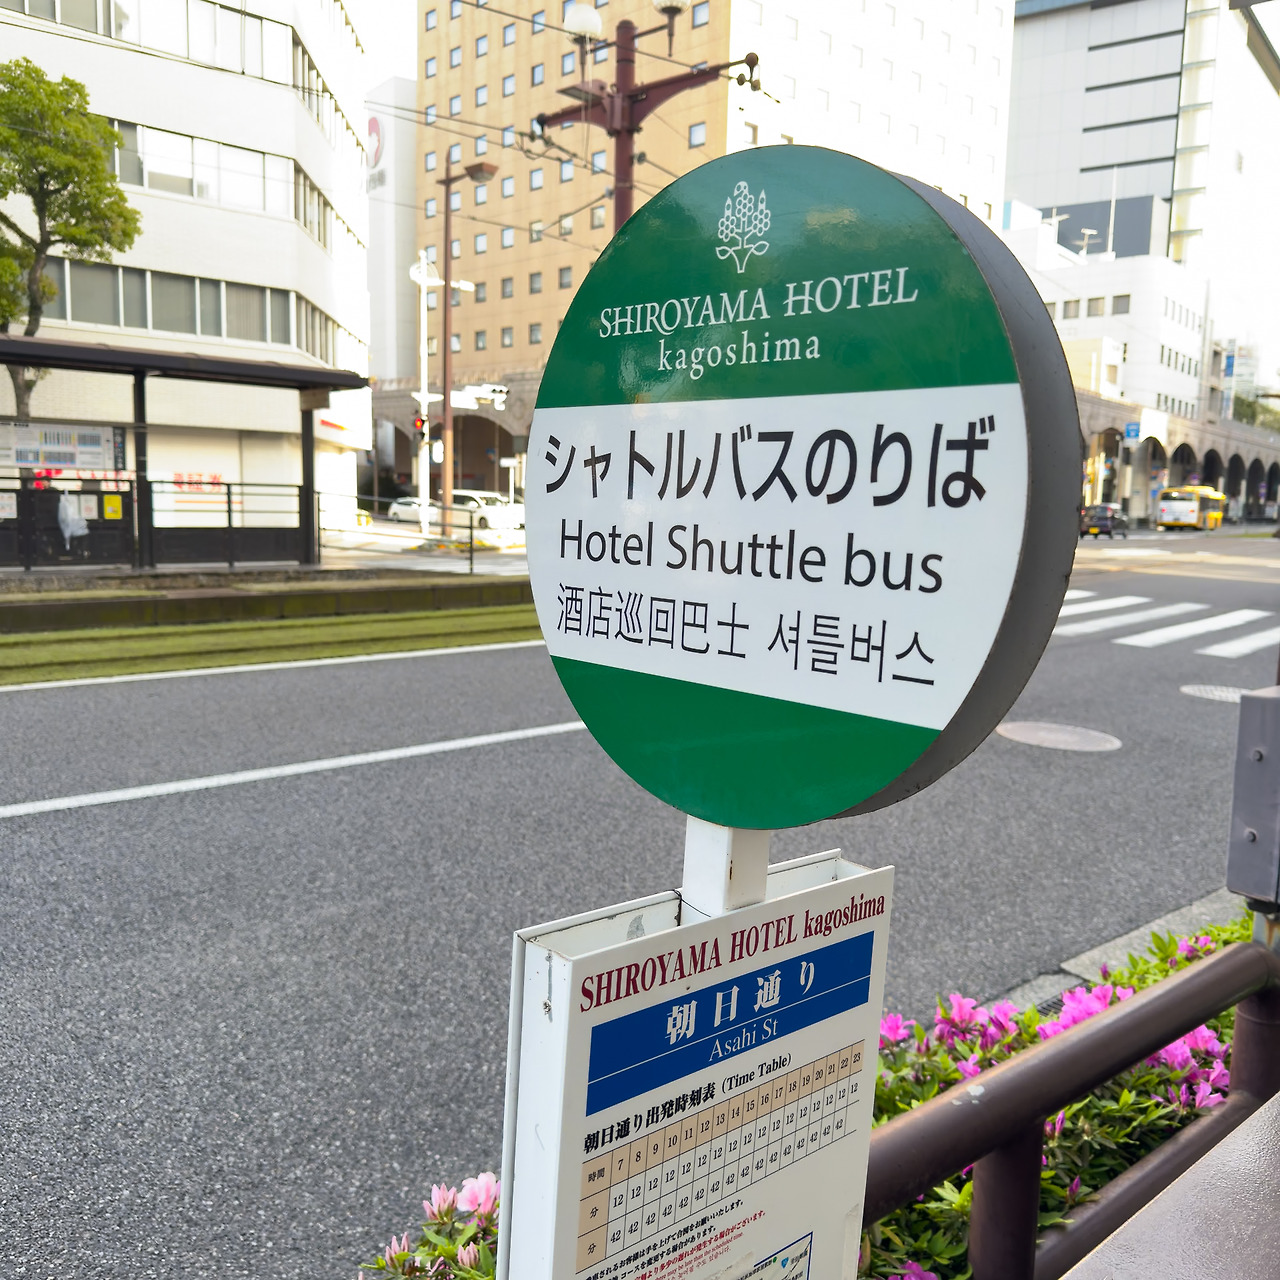 SHIROYAMA HOTEL
kagoshima
シャトルバスのりば
Hotel Shuttle bus
酒店巡回巴士 셔틀버스
SHIROYAMA HOTEL kagoshima
朝日通り
Asahi St
朝日通り出発時刻表 (Time Table)
時間 7 8 9 10 11 12 13 14 15 16 17 18 19 20 21 22 23
分 12 12 12 12 12 12 12 12 12 12 12 12 12 12 12 12 12
分 42 42 42 42 42 42 42 42 42 42 42 42 42 42 42